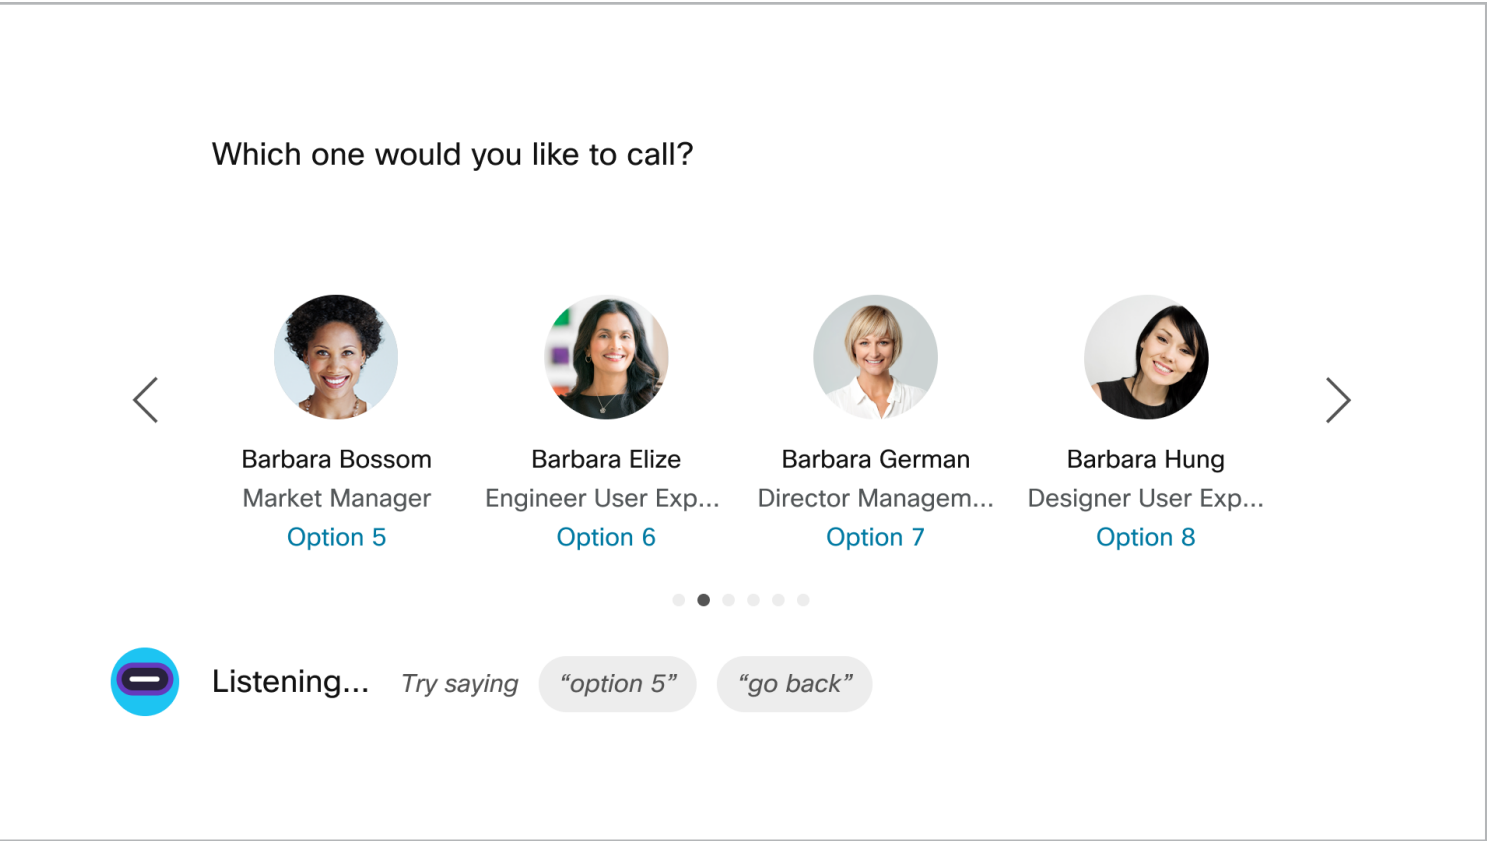 Which one would you like to call?
Barbara Bossom
Market Manager
Option 5
Barbara Elize
Engineer User Exp...
Option 6
Barbara German
Director Managem...
Option 7
Barbara Hung
Designer User Exp...
Option 8
Listening... Try saying “option 5” “go back”